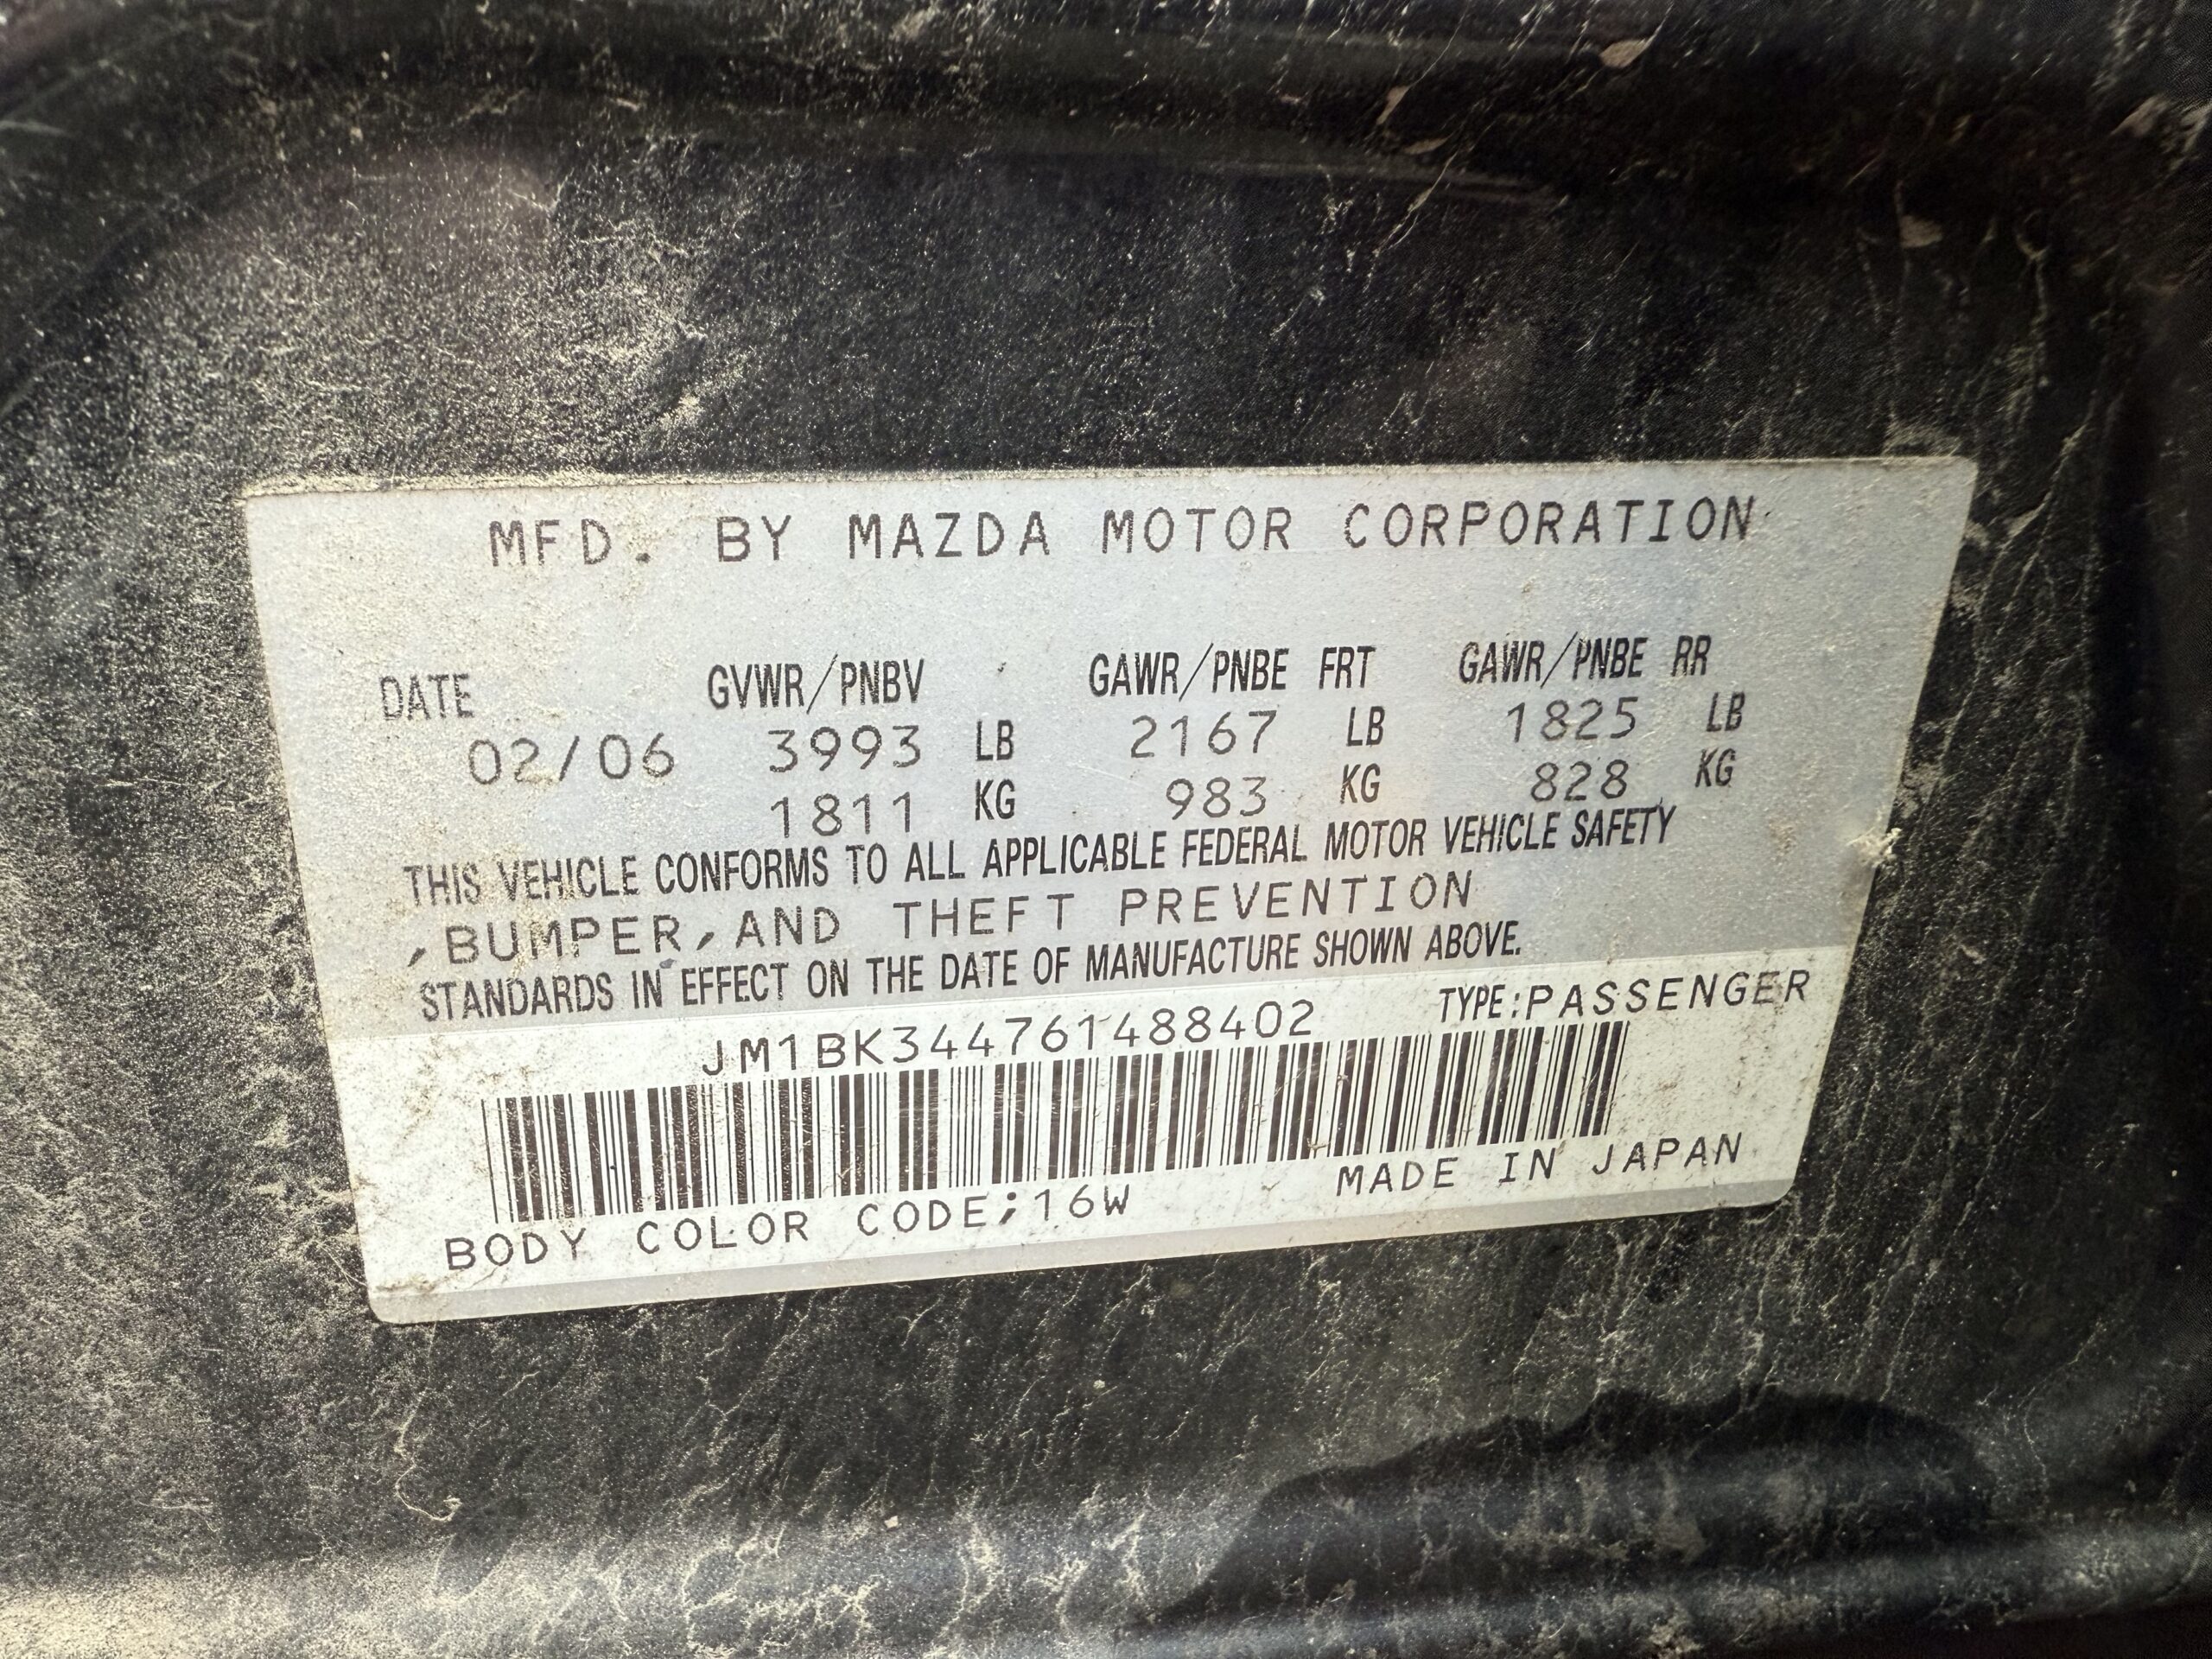 MFD. BY MAZDA MOTOR CORPORATION
DATE GVWR/PNBV GAWR/PNBE FRT GAWR/PNBE RR
02/06 3993 LB 2167 LB 1825 LB
1811 KG 983 KG 828 KG
THIS VEHICLE CONFORMS TO ALL APPLICABLE FEDERAL MOTOR VEHICLE SAFETY
,BUMPER,AND THEFT PREVENTION
STANDARDS IN EFFECT ON THE DATE OF MANUFACTURE SHOWN ABOVE.
JM1BK344761488402 TYPE:PASSENGER
BODY COLOR CODE;16W MADE IN JAPAN